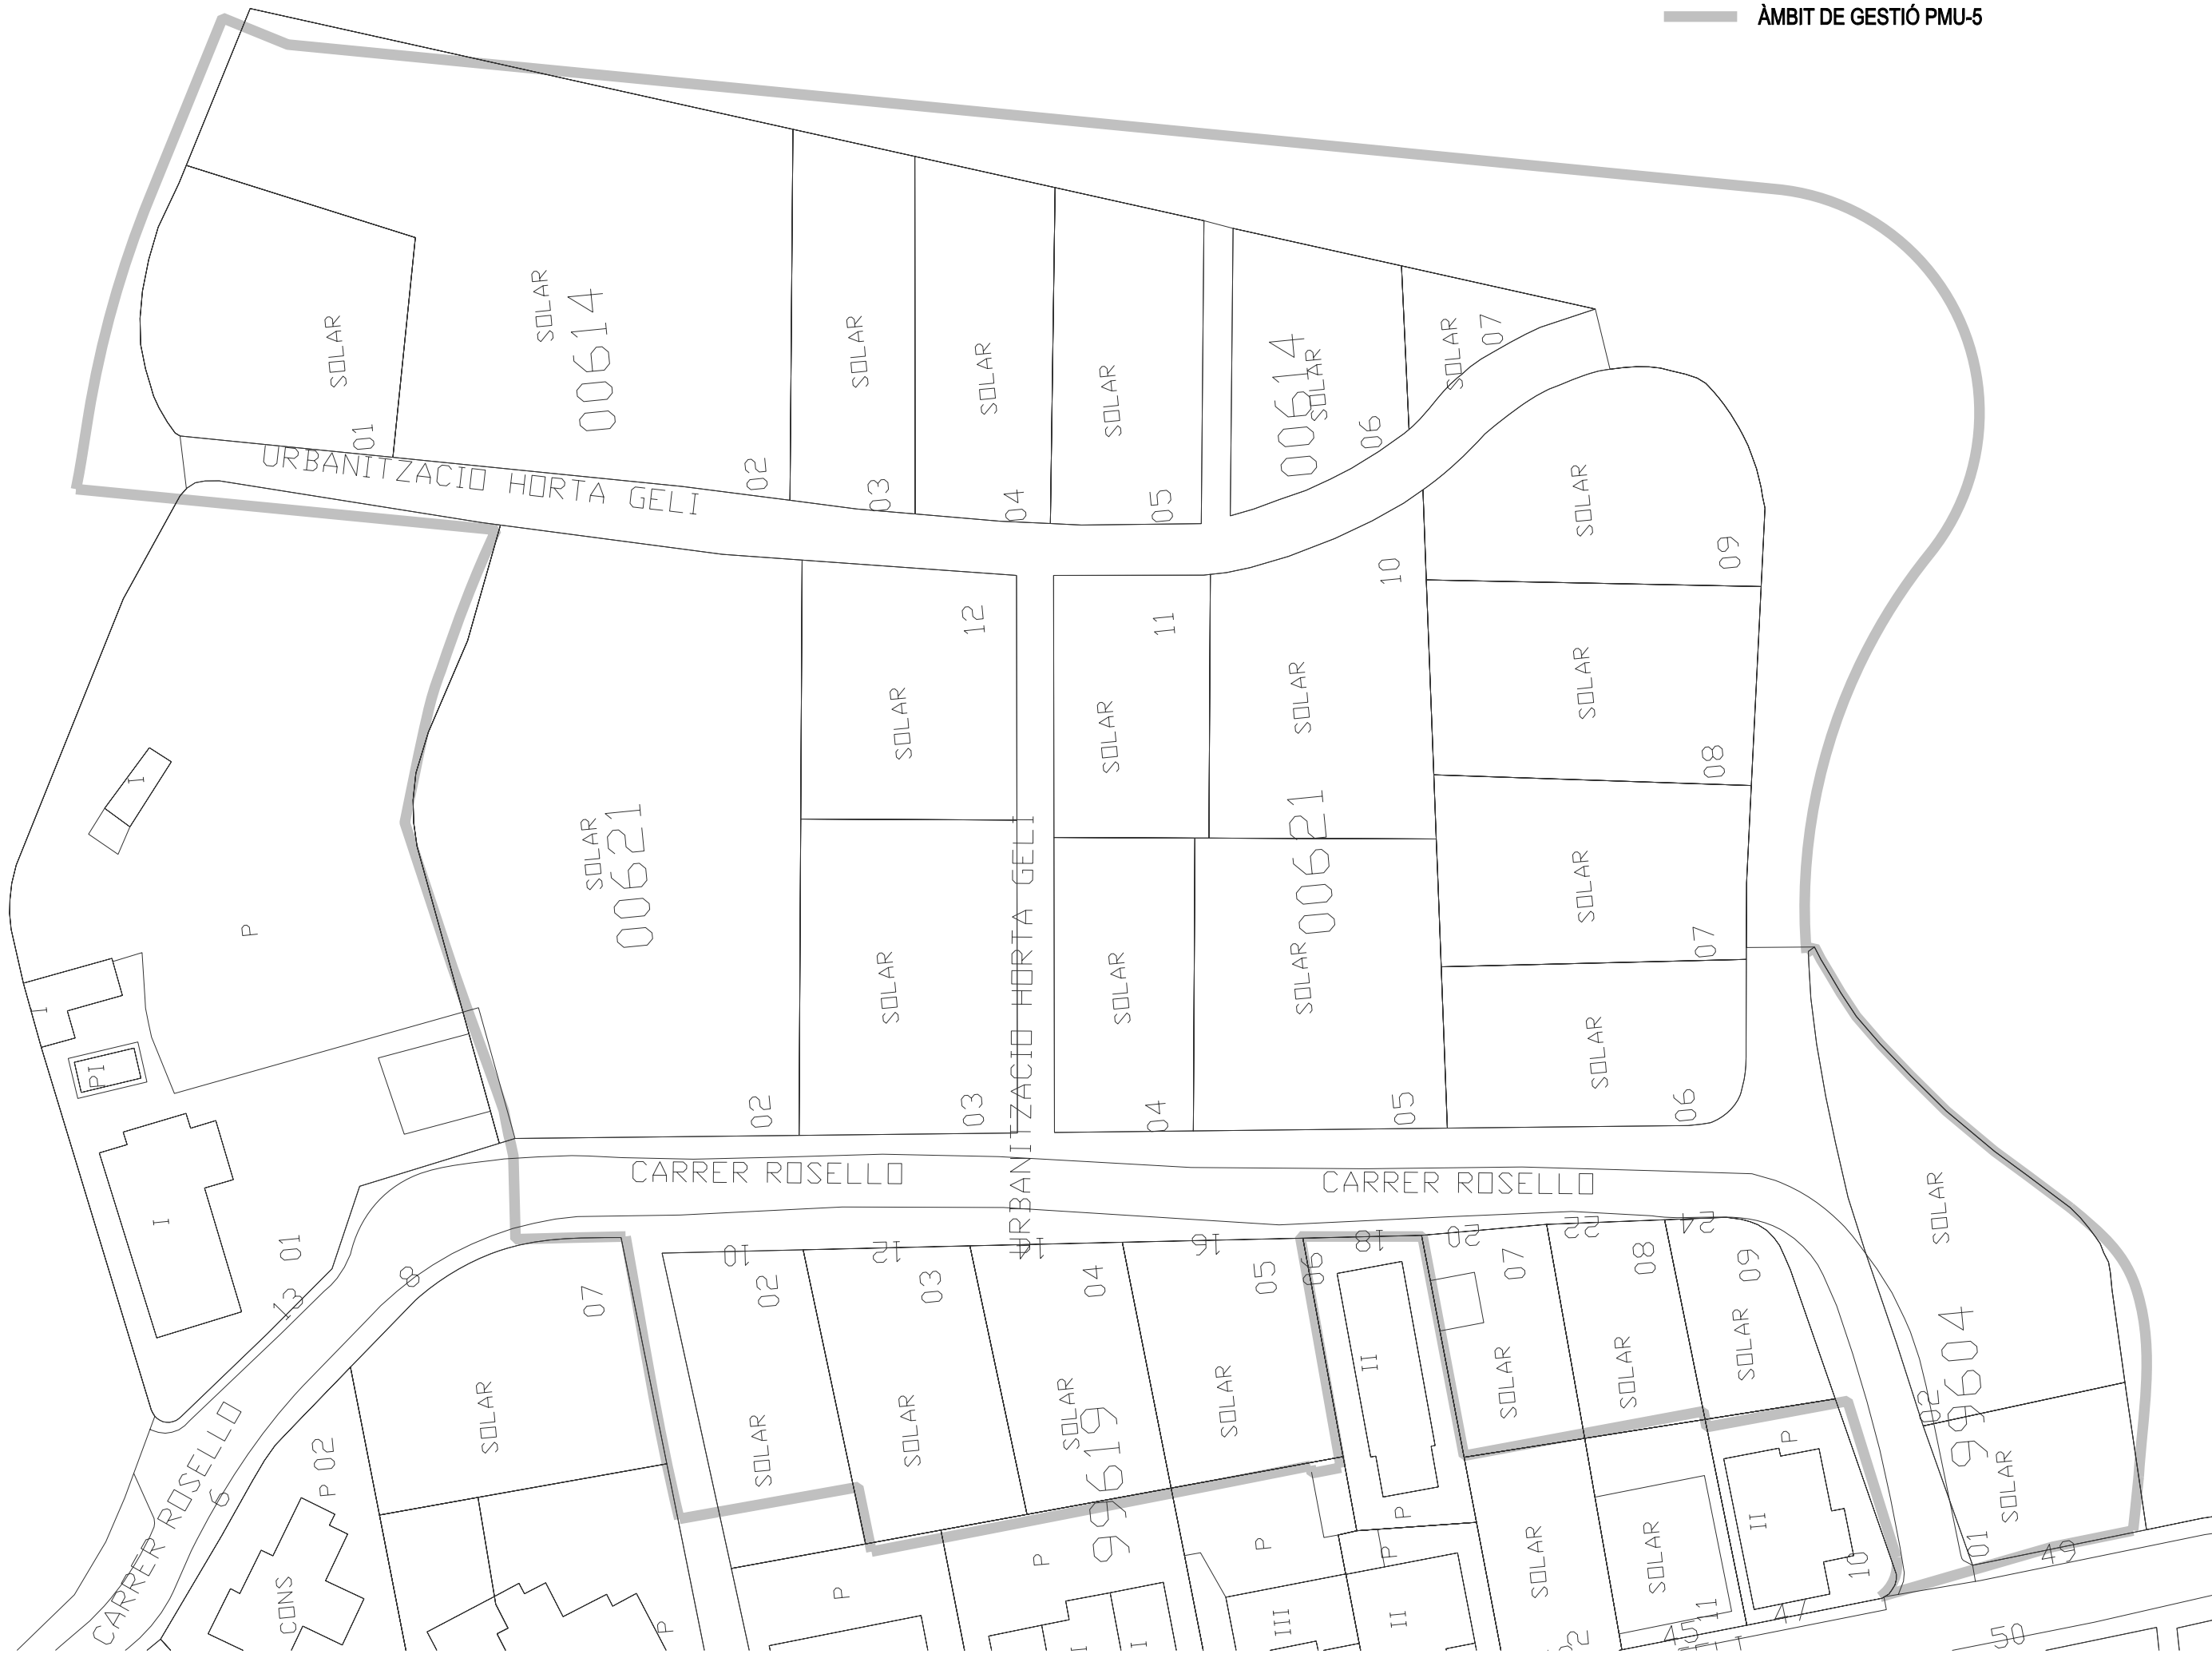 ÀMBIT DE GESTIÓ PMU-5
SOLAR
01
SOLAR
00614
02
SOLAR
03
SOLAR
04
SOLAR
05
00614
SOLAR
06
SOLAR
07
URBANITZACIO HORTA GELI
SOLAR
09
10
SOLAR
12
SOLAR
11
SOLAR
SOLAR
08
I
P
SOLAR
00621
02
URBANITZACIO HORTA GELI
SOLAR
03
SOLAR
04
00621
SOLAR
05
SOLAR
07
SOLAR
06
I
PI
I
01
13
8
CARRER ROSELLO
CARRER ROSELLO
SOLAR
07
10
02
SOLAR
12
03
SOLAR
14
04
SOLAR
99619
16
05
SOLAR
06
18
II
P
20
07
SOLAR
22
08
SOLAR
24
09
SOLAR
SOLAR
02
99604
SOLAR
01
49
CARRER ROSELLO
6
P 02
CONS
P
P
P
P
P
I
I
III
II
SOLAR
SOLAR
II
P
10
11
45
47
50